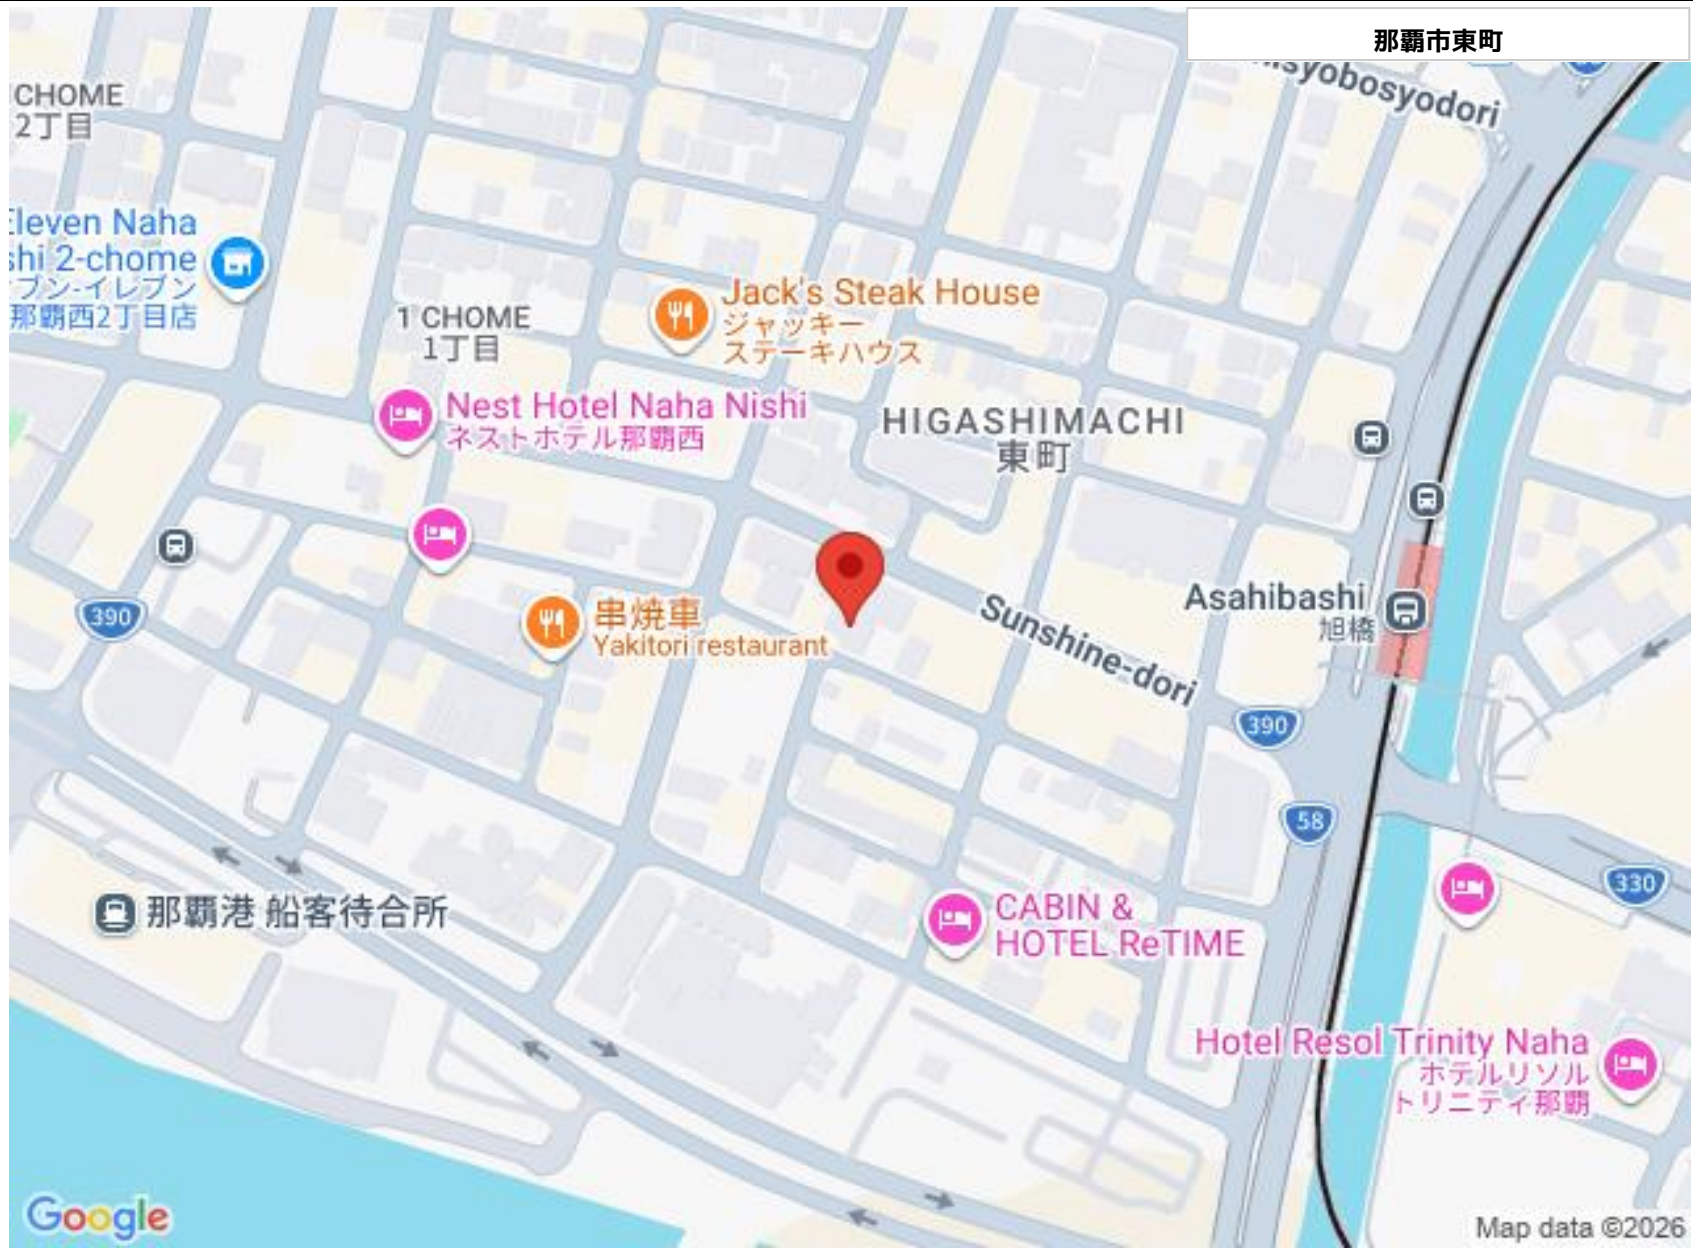 那覇市東町
isyobosyodori
CHOME
2丁目
Eleven Naha
shi 2-chome
ブン-イレブン
那覇西2丁目店
1 CHOME
1丁目
Jack's Steak House
ジャッキー
ステーキハウス
Nest Hotel Naha Nishi
ネストホテル那覇西
HIGASHIMACHI
東町
390
串焼車
Yakitori restaurant
Sunshine-dori
Asahibashi
旭橋
390
58
330
那覇港 船客待合所
CABIN &
HOTEL ReTIME
Hotel Resol Trinity Naha
ホテルリソル
トリニティ那覇
Google
Map data ©2026